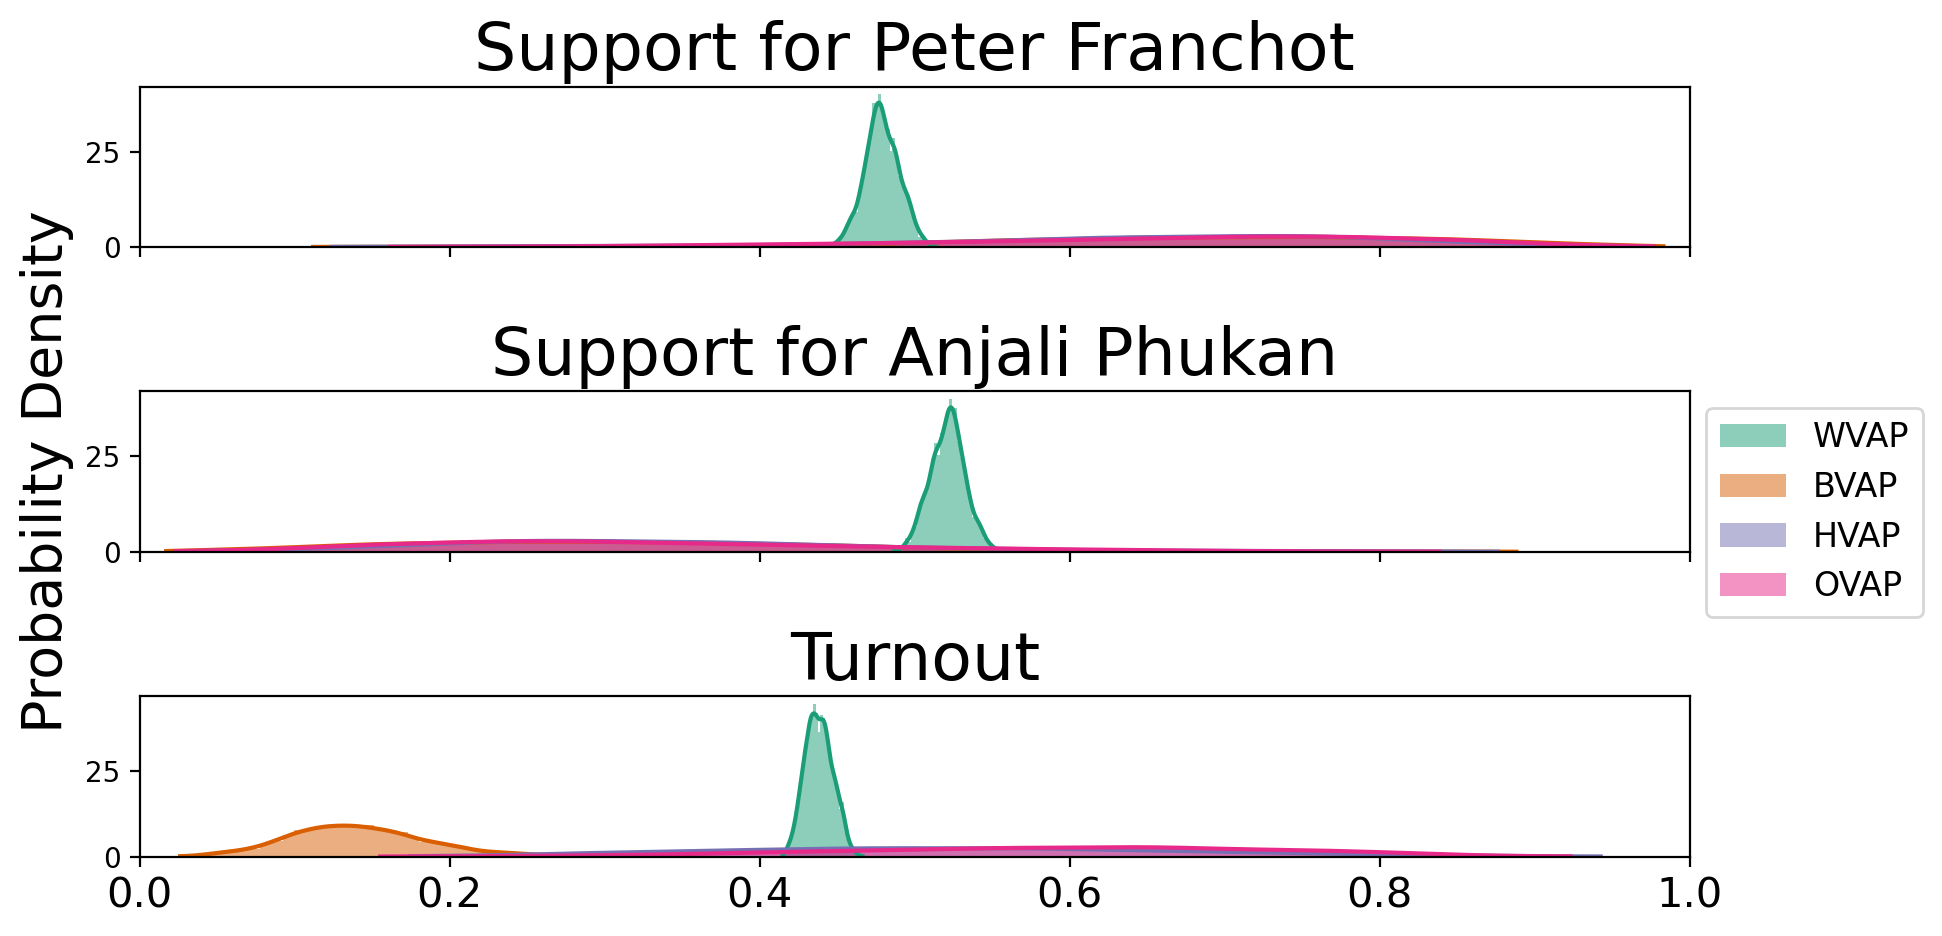 Support for Peter Franchot
25
0
Support for Anjali Phukan
25
0
Probability Density
WVAP
BVAP
HVAP
OVAP
Turnout
25
0
0.0 0.2 0.4 0.6 0.8 1.0